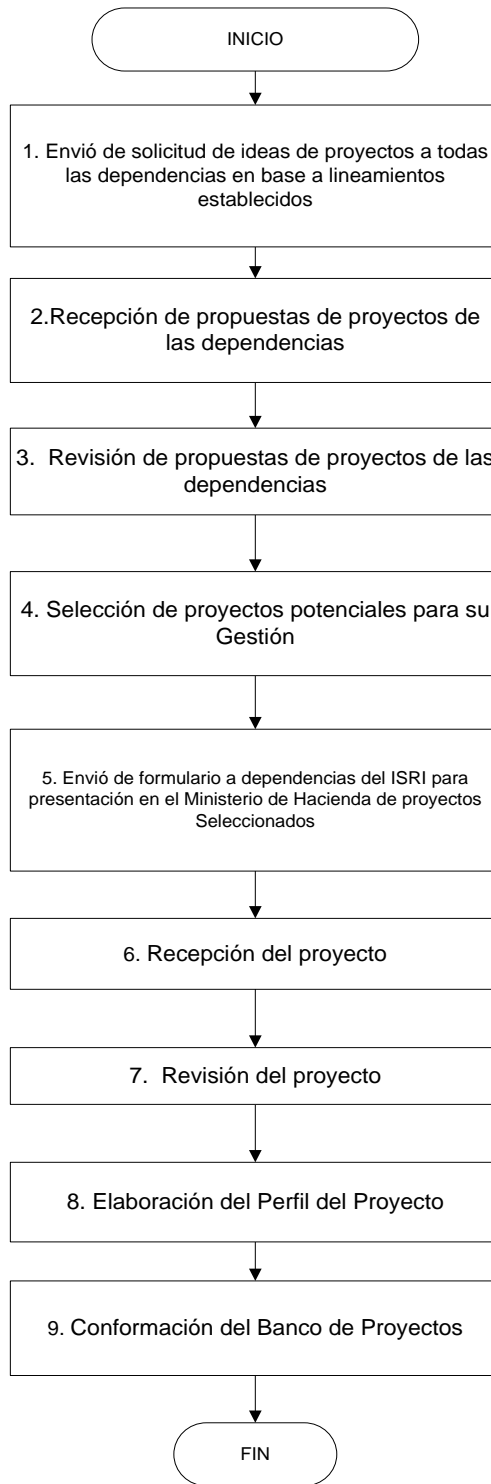 INICIO
1. Envió de solicitud de ideas de proyectos a todas
las dependencias en base a lineamientos
establecidos
2.Recepción de propuestas de proyectos de
las dependencias
3. Revisión de propuestas de proyectos de las
dependencias
4. Selección de proyectos potenciales para su
Gestión
5. Envió de formulario a dependencias del ISRI para
presentación en el Ministerio de Hacienda de proyectos
Seleccionados
6. Recepción del proyecto
7. Revisión del proyecto
8. Elaboración del Perfil del Proyecto
9. Conformación del Banco de Proyectos
FIN